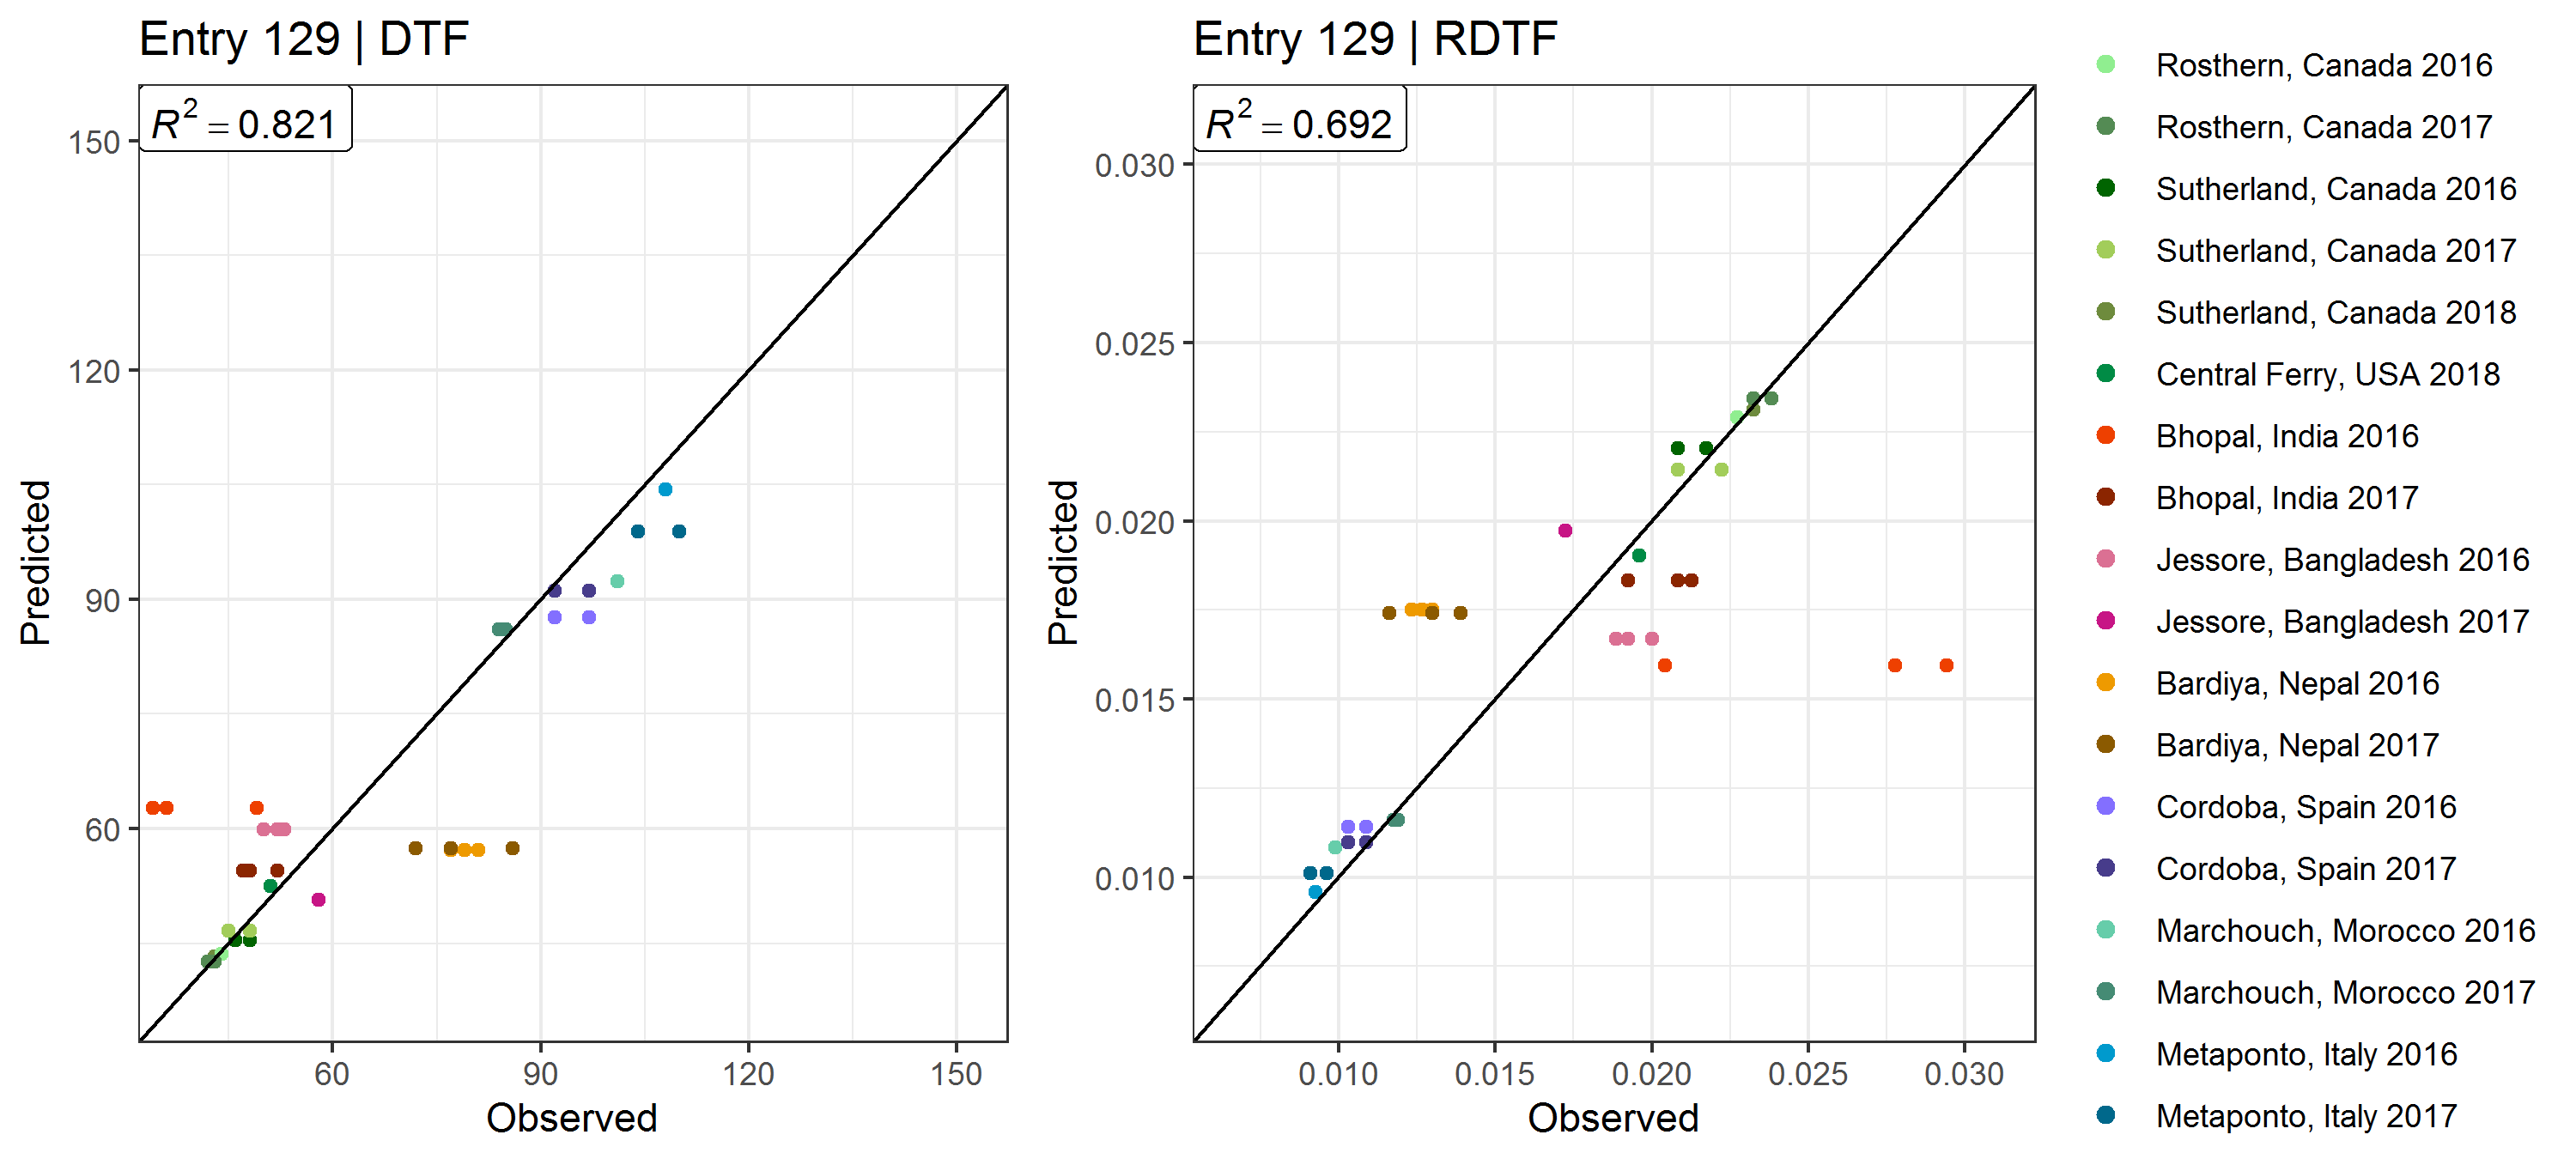 Entry 129 | DTF
R² = 0.821
150
120
90
60
Predicted
60 90 120 150
Observed
Entry 129 | RDTF
R² = 0.692
0.030
0.025
0.020
0.015
0.010
Predicted
0.010 0.015 0.020 0.025 0.030
Observed
Rosthern, Canada 2016
Rosthern, Canada 2017
Sutherland, Canada 2016
Sutherland, Canada 2017
Sutherland, Canada 2018
Central Ferry, USA 2018
Bhopal, India 2016
Bhopal, India 2017
Jessore, Bangladesh 2016
Jessore, Bangladesh 2017
Bardiya, Nepal 2016
Bardiya, Nepal 2017
Cordoba, Spain 2016
Cordoba, Spain 2017
Marchouch, Morocco 2016
Marchouch, Morocco 2017
Metaponto, Italy 2016
Metaponto, Italy 2017